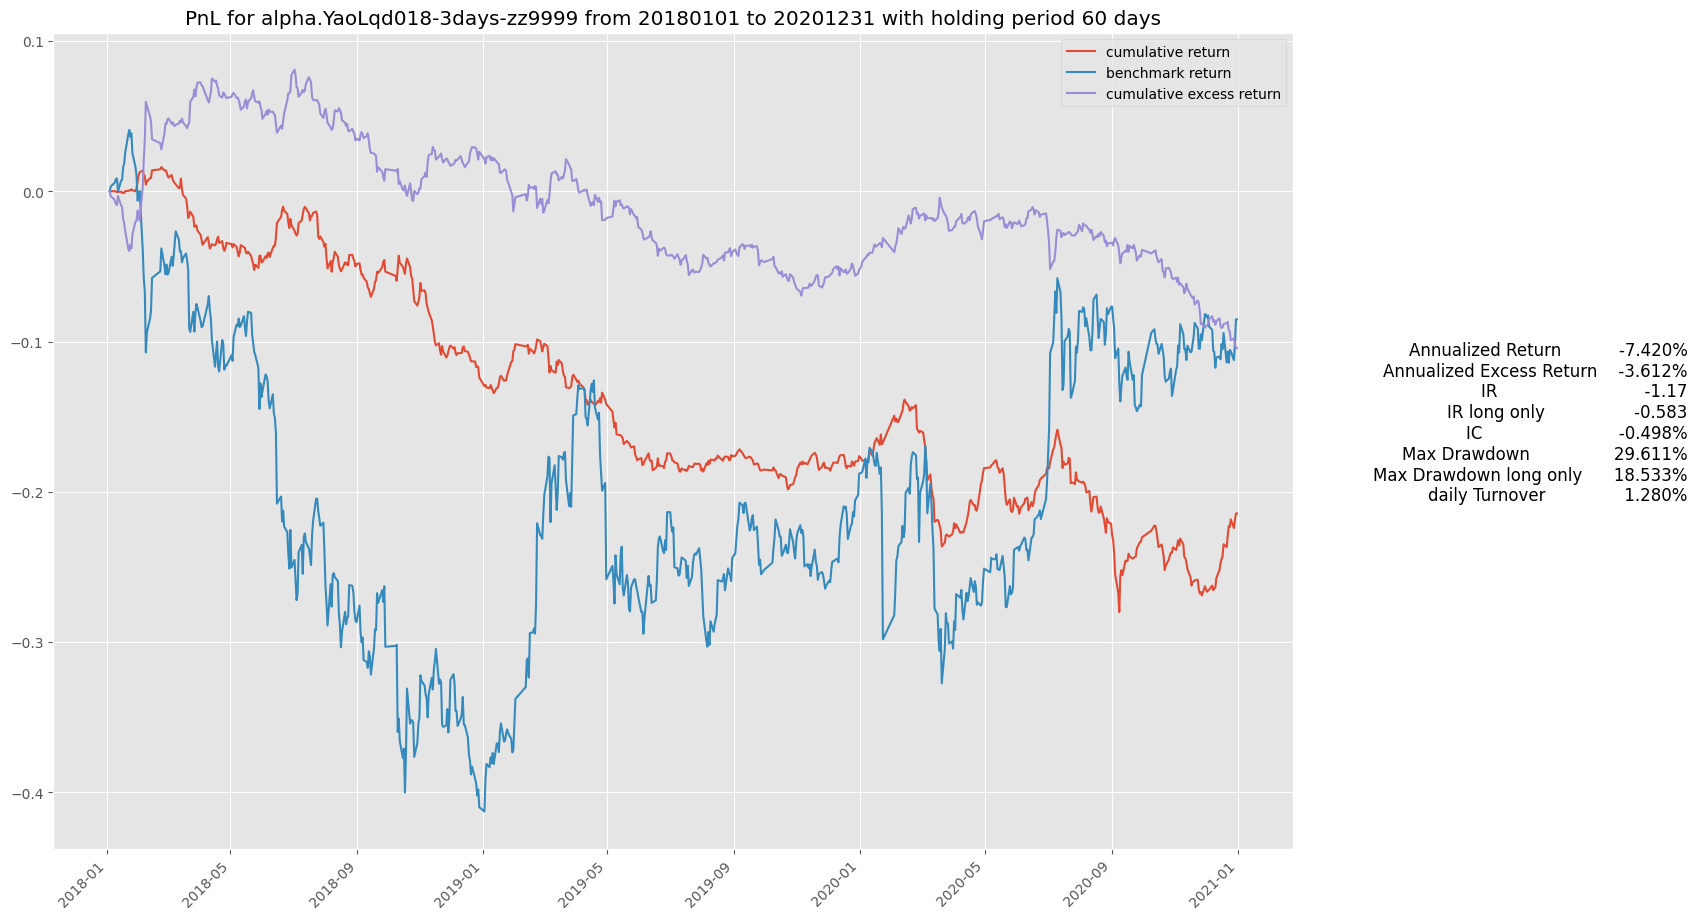 PnL for alpha.YaoLqd018-3days-zz9999 from 20180101 to 20201231 with holding period 60 days
cumulative return
benchmark return
cumulative excess return
0.1
0.0
−0.1
−0.2
−0.3
−0.4
2018-01
2018-05
2018-09
2019-01
2019-05
2019-09
2020-01
2020-05
2020-09
2021-01
Annualized Return -7.420%
Annualized Excess Return -3.612%
IR -1.17
IR long only -0.583
IC -0.498%
Max Drawdown 29.611%
Max Drawdown long only 18.533%
daily Turnover 1.280%